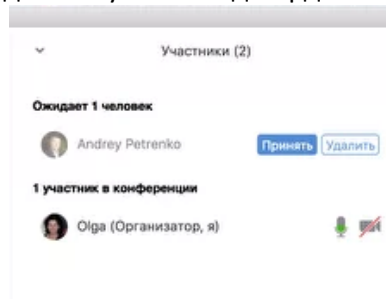 Участники (2)
Ожидает 1 человек
Andrey Petrenko
Принять Удалить
1 участник в конференции
Olga (Организатор, я)